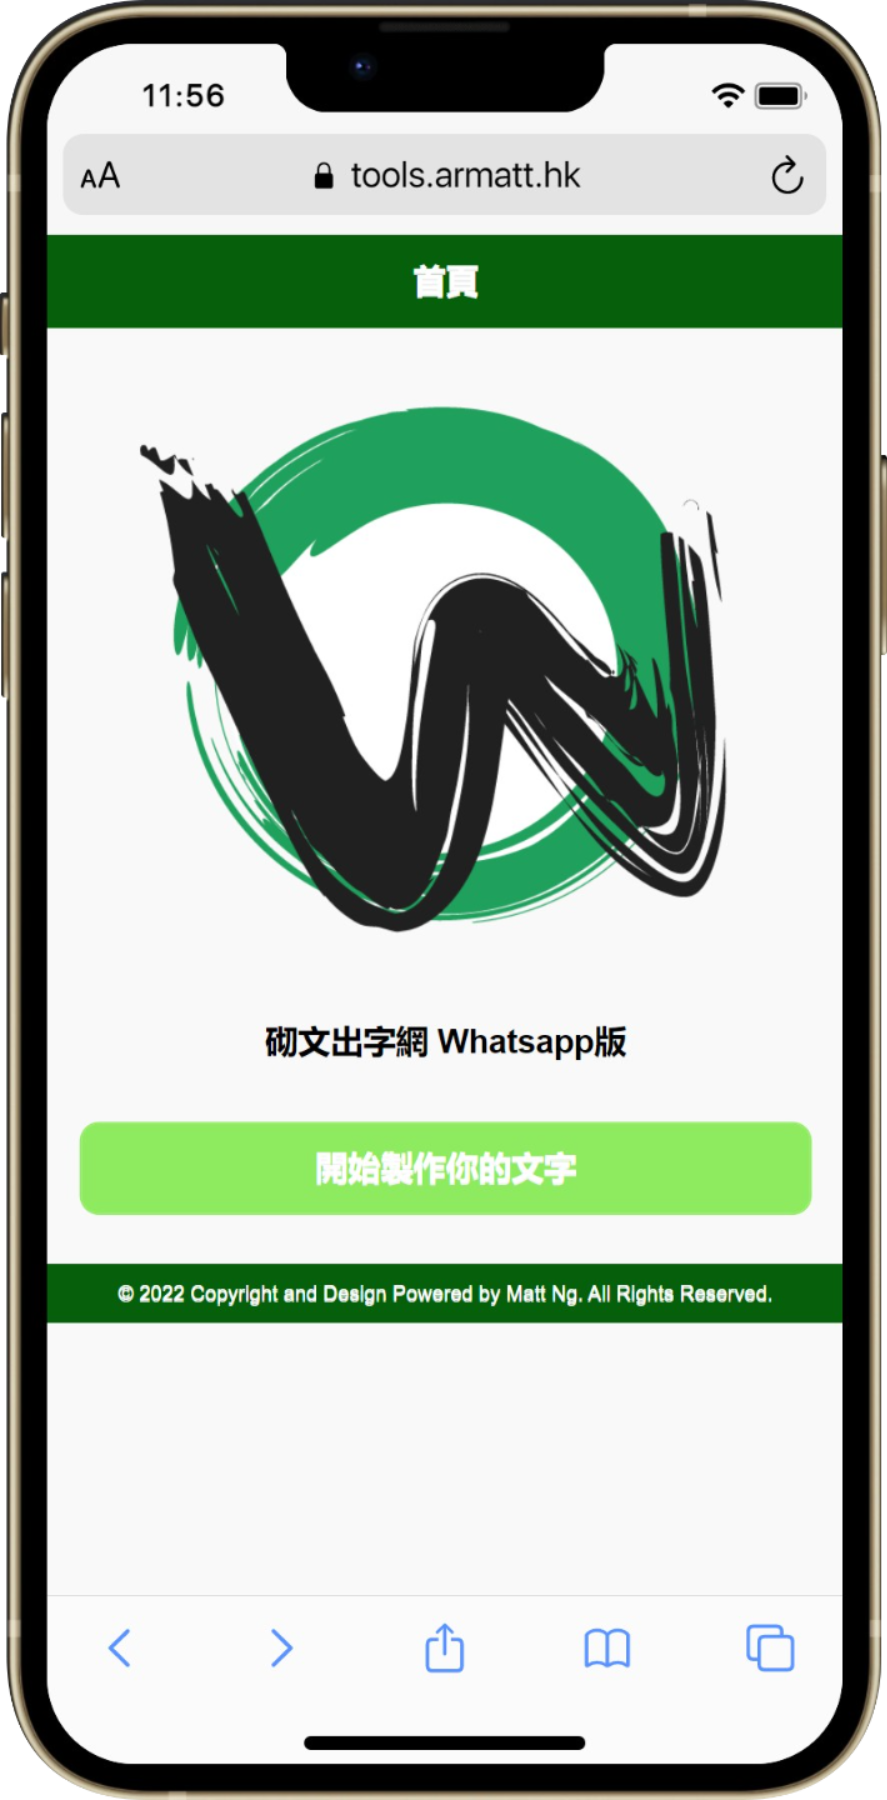 11:56
AA tools.armatt.hk
首頁
砌文出字網 Whatsapp版
開始製作你的文字
© 2022 Copyright and Design Powered by Matt Ng. All Rights Reserved.